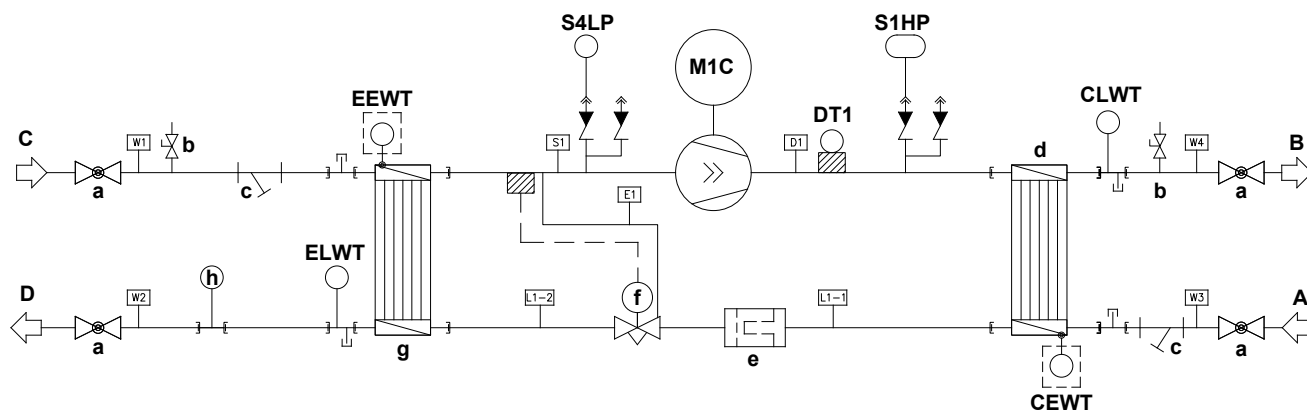 S4LP
S1HP
M1C
EEWT
DT1
CLWT
C
W1
b
S1
D1
d
W4
B
a
c
E1
b
a
ELWT
D
W2
h
L1-2
f
L1-1
W3
A
a
g
e
c
a
CEWT